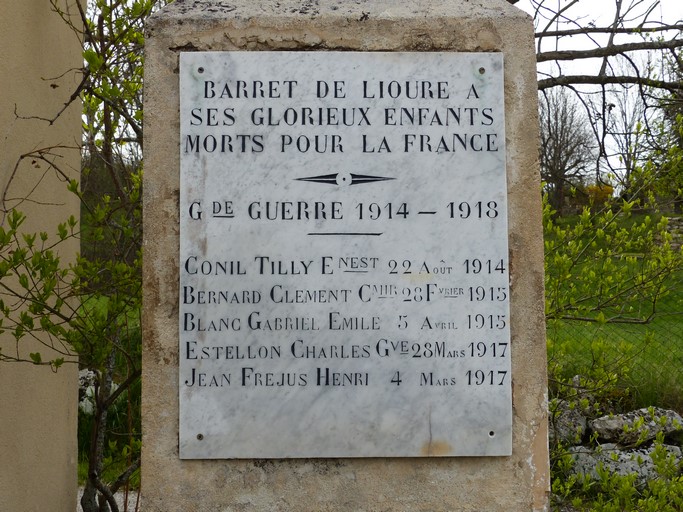 BARRET DE LIOURE A
SES GLORIEUX ENFANTS
MORTS POUR LA FRANCE
GDE GUERRE 1914 – 1918
CONIL TILLY ENEST 22 AOÛT 1914
BERNARD CLEMENT CMIR 28 FVRIER 1915
BLANC GABRIEL EMILE 5 AVRIL 1915
ESTELLON CHARLES GVE 28 MARS 1917
JEAN FREJUS HENRI 4 MARS 1917